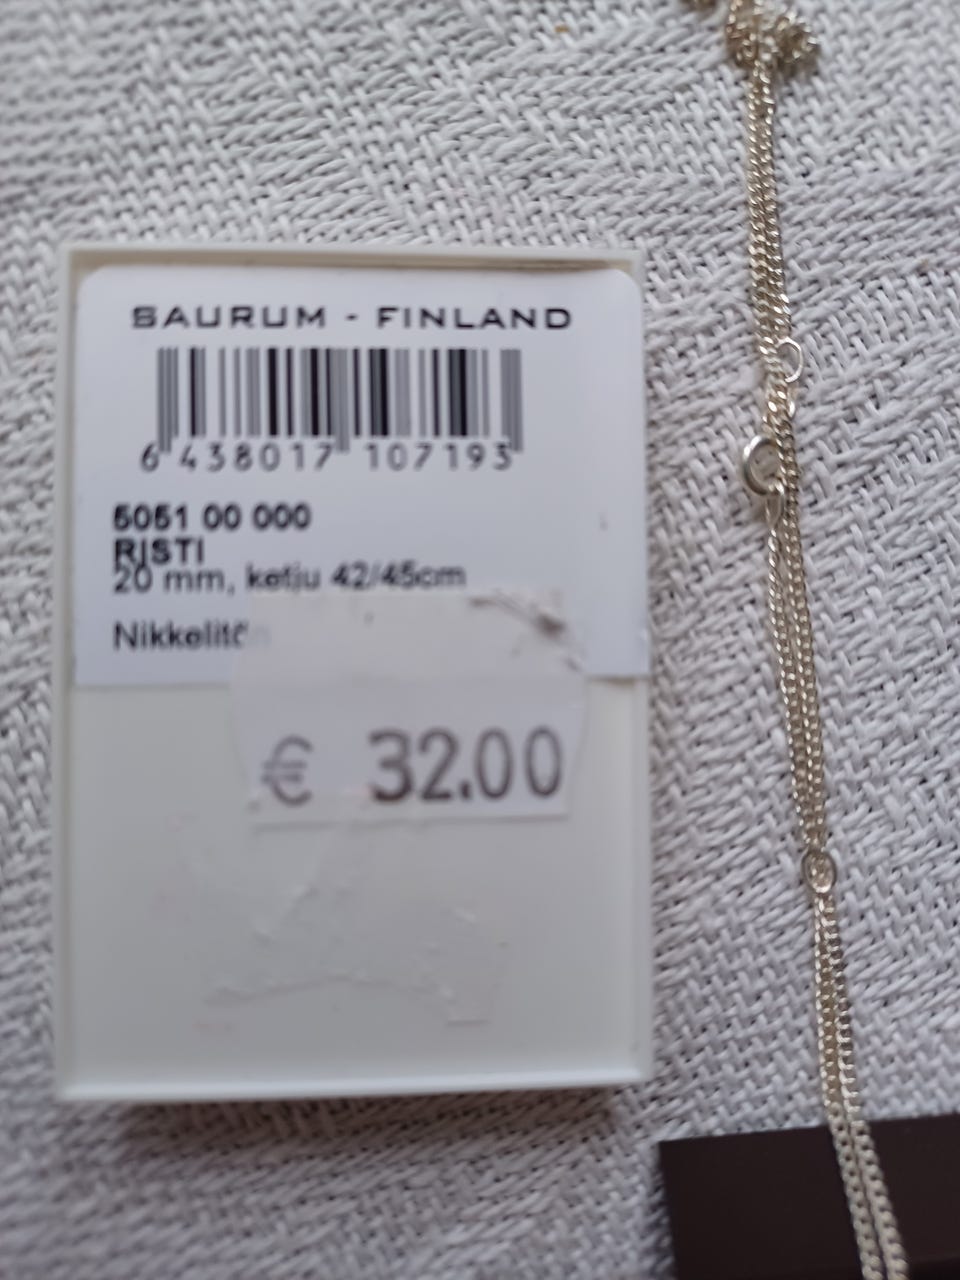 SAURUM - FINLAND
6 438017 107193
5051 00 000
RISTI
20 mm, ketju 42/45cm
€ 32.00